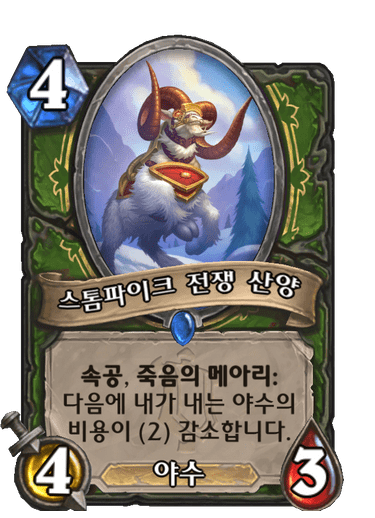 4
스톰파이크 전쟁 산양
속공, 죽음의 메아리:
다음에 내가 내는 야수의
비용이 (2) 감소합니다.
4
야수
3